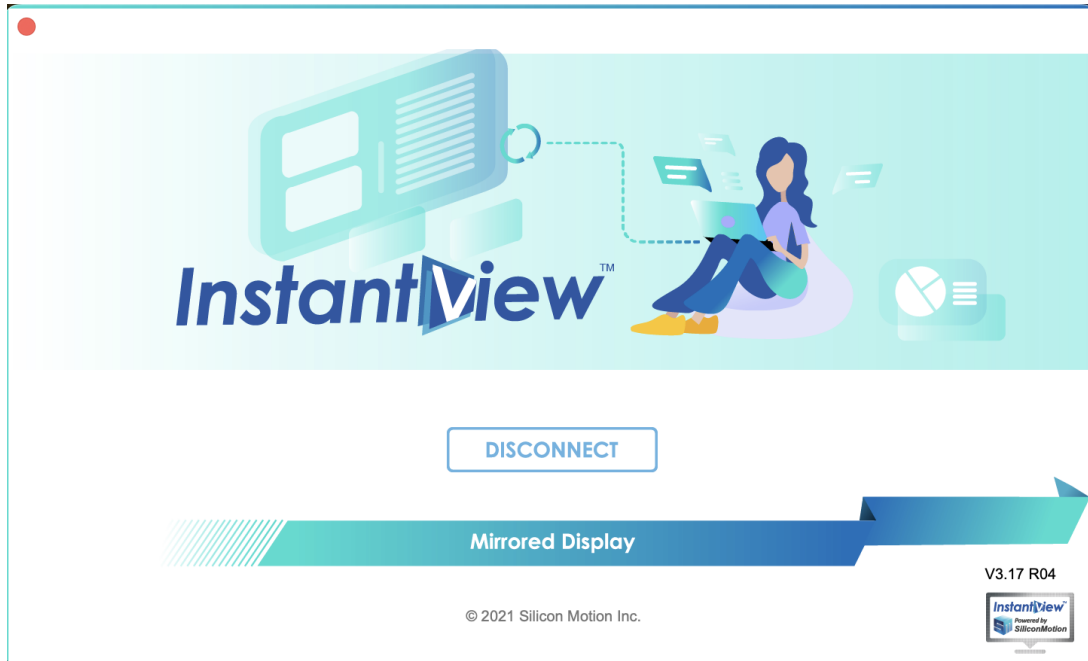 InstantView™
DISCONNECT
Mirrored Display
V3.17 R04
© 2021 Silicon Motion Inc.
InstantView™
Powered by
SiliconMotion